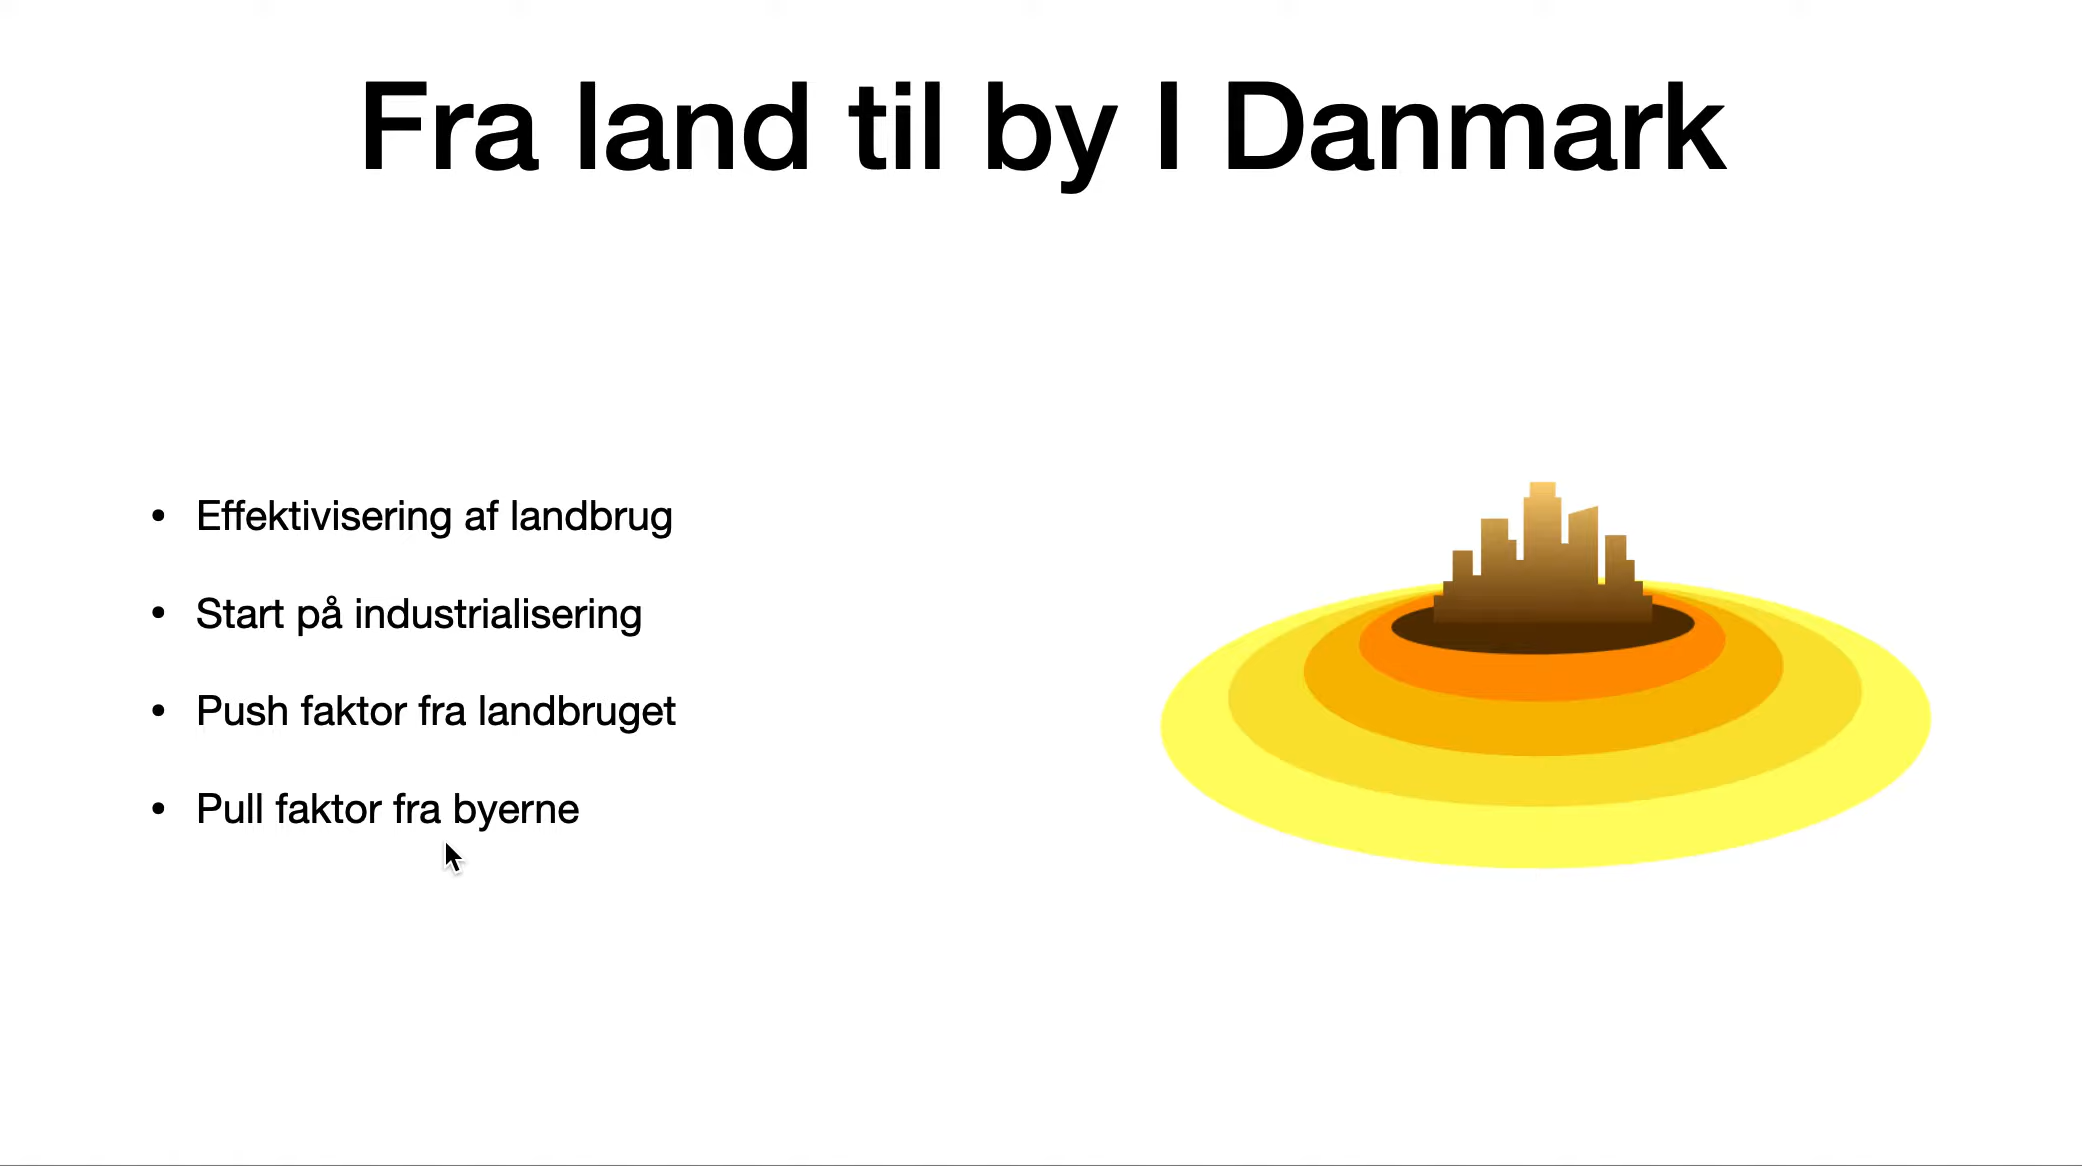 Fra land til by I Danmark
• Effektivisering af landbrug
• Start på industrialisering
• Push faktor fra landbruget
• Pull faktor fra byerne